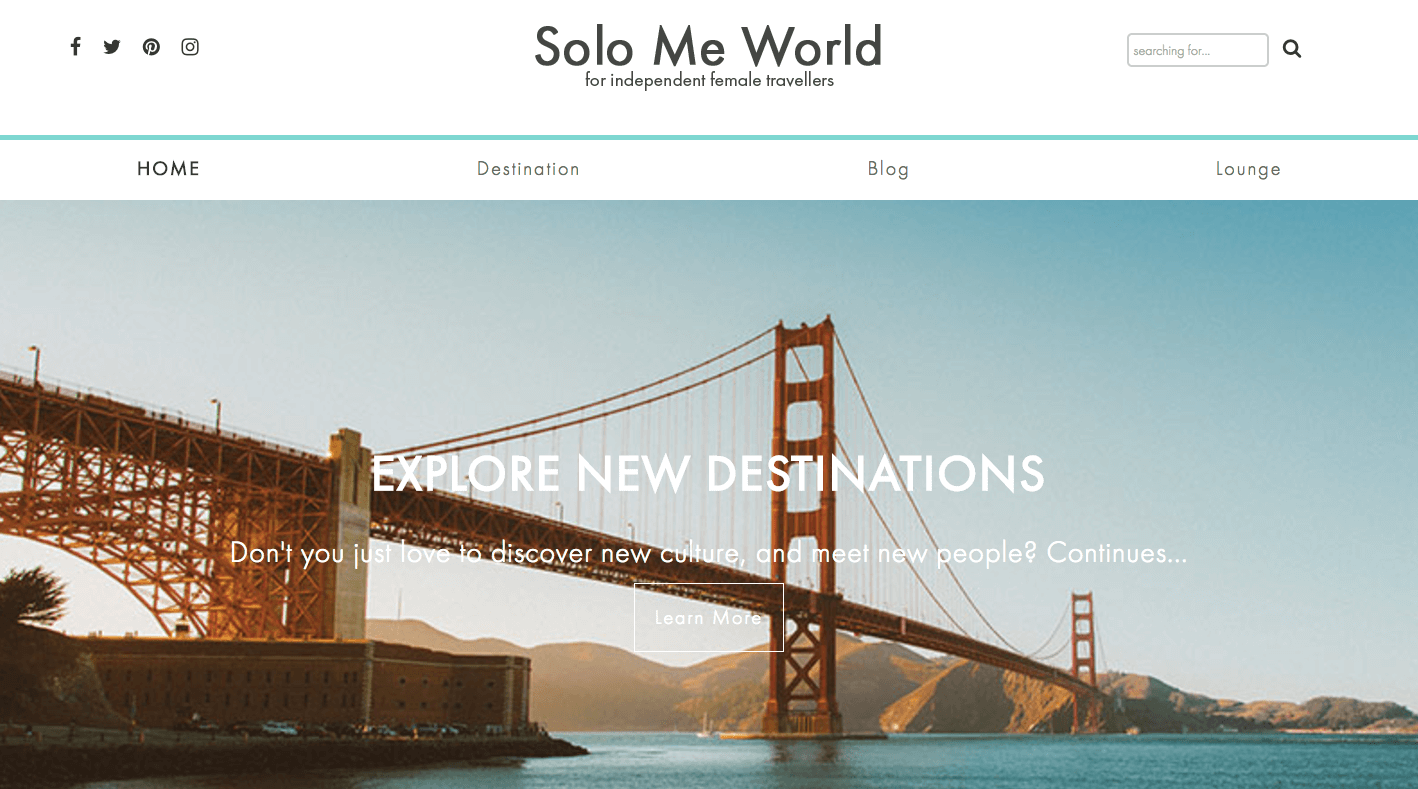 Solo Me World
for independent female travellers
searching for...
HOME
Destination
Blog
Lounge
EXPLORE NEW DESTINATIONS
Don't you just love to discover new culture, and meet new people? Continues...
Learn More